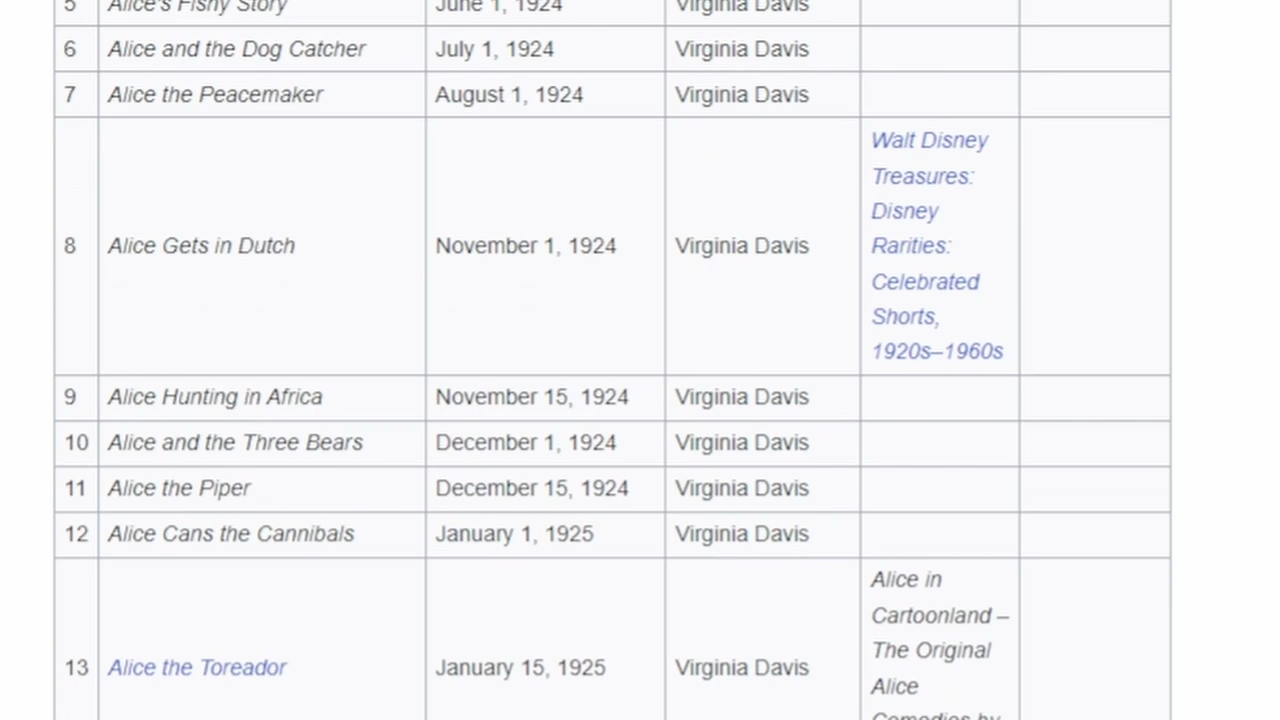 5 Alice's Fishy Story June 1, 1924 Virginia Davis
6 Alice and the Dog Catcher July 1, 1924 Virginia Davis
7 Alice the Peacemaker August 1, 1924 Virginia Davis
8 Alice Gets in Dutch November 1, 1924 Virginia Davis
Walt Disney
Treasures:
Disney
Rarities:
Celebrated
Shorts,
1920s–1960s
9 Alice Hunting in Africa November 15, 1924 Virginia Davis
10 Alice and the Three Bears December 1, 1924 Virginia Davis
11 Alice the Piper December 15, 1924 Virginia Davis
12 Alice Cans the Cannibals January 1, 1925 Virginia Davis
13 Alice the Toreador January 15, 1925 Virginia Davis
Alice in
Cartoonland –
The Original
Alice
Comedies by